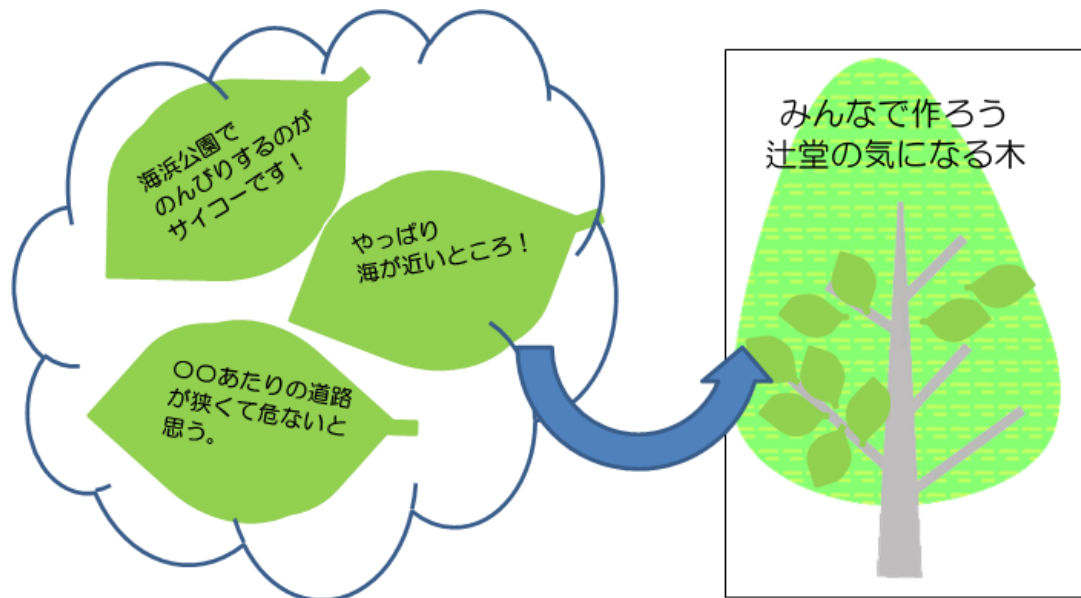 海浜公園で
のんびりするのが
サイコーです！
やっぱり
海が近いところ！
〇〇あたりの道路
が狭くて危ないと
思う。
みんなで作ろう
辻堂の気になる木